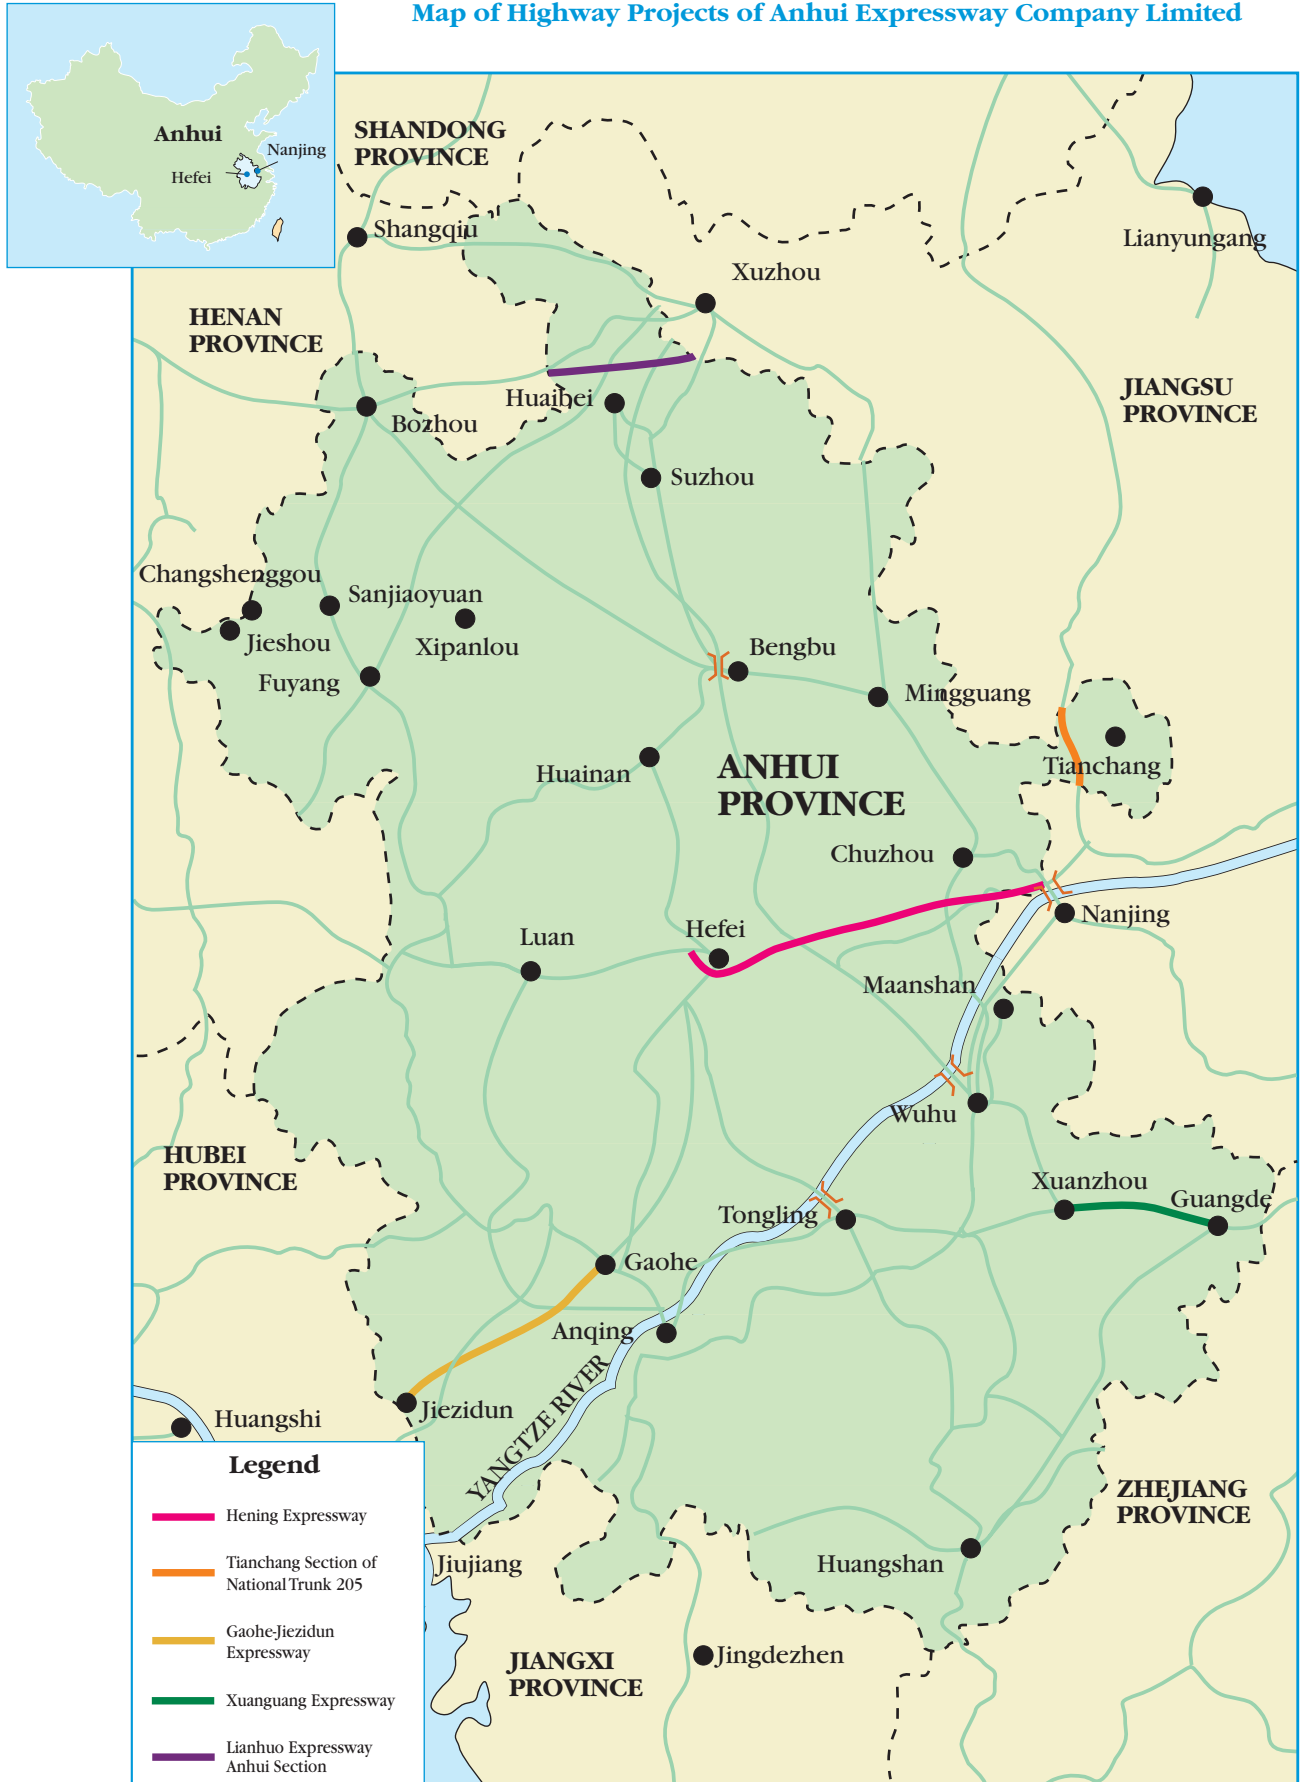 Map of Highway Projects of Anhui Expressway Company Limited
Anhui
Nanjing
Hefei
SHANDONG
PROVINCE
Shangqiu
Lianyungang
Xuzhou
HENAN
PROVINCE
JIANGSU
PROVINCE
Huaibei
Bozhou
Suzhou
Changshenggou
Sanjiaoyuan
Jieshou
Xipanlou
Bengbu
Fuyang
Mingguang
Huainan
ANHUI
PROVINCE
Tianchang
Chuzhou
Nanjing
Hefei
Luan
Maanshan
Wuhu
HUBEI
PROVINCE
Xuanzhou
Guangde
Tongling
Gaohe
Anqing
YANGTZE RIVER
Jiezidun
Huangshi
ZHEJIANG
PROVINCE
Huangshan
Jiujiang
JIANGXI
PROVINCE
Jingdezhen
Legend
Hening Expressway
Tianchang Section of
National Trunk 205
Gaohe-Jiezidun
Expressway
Xuanguang Expressway
Lianhuo Expressway
Anhui Section